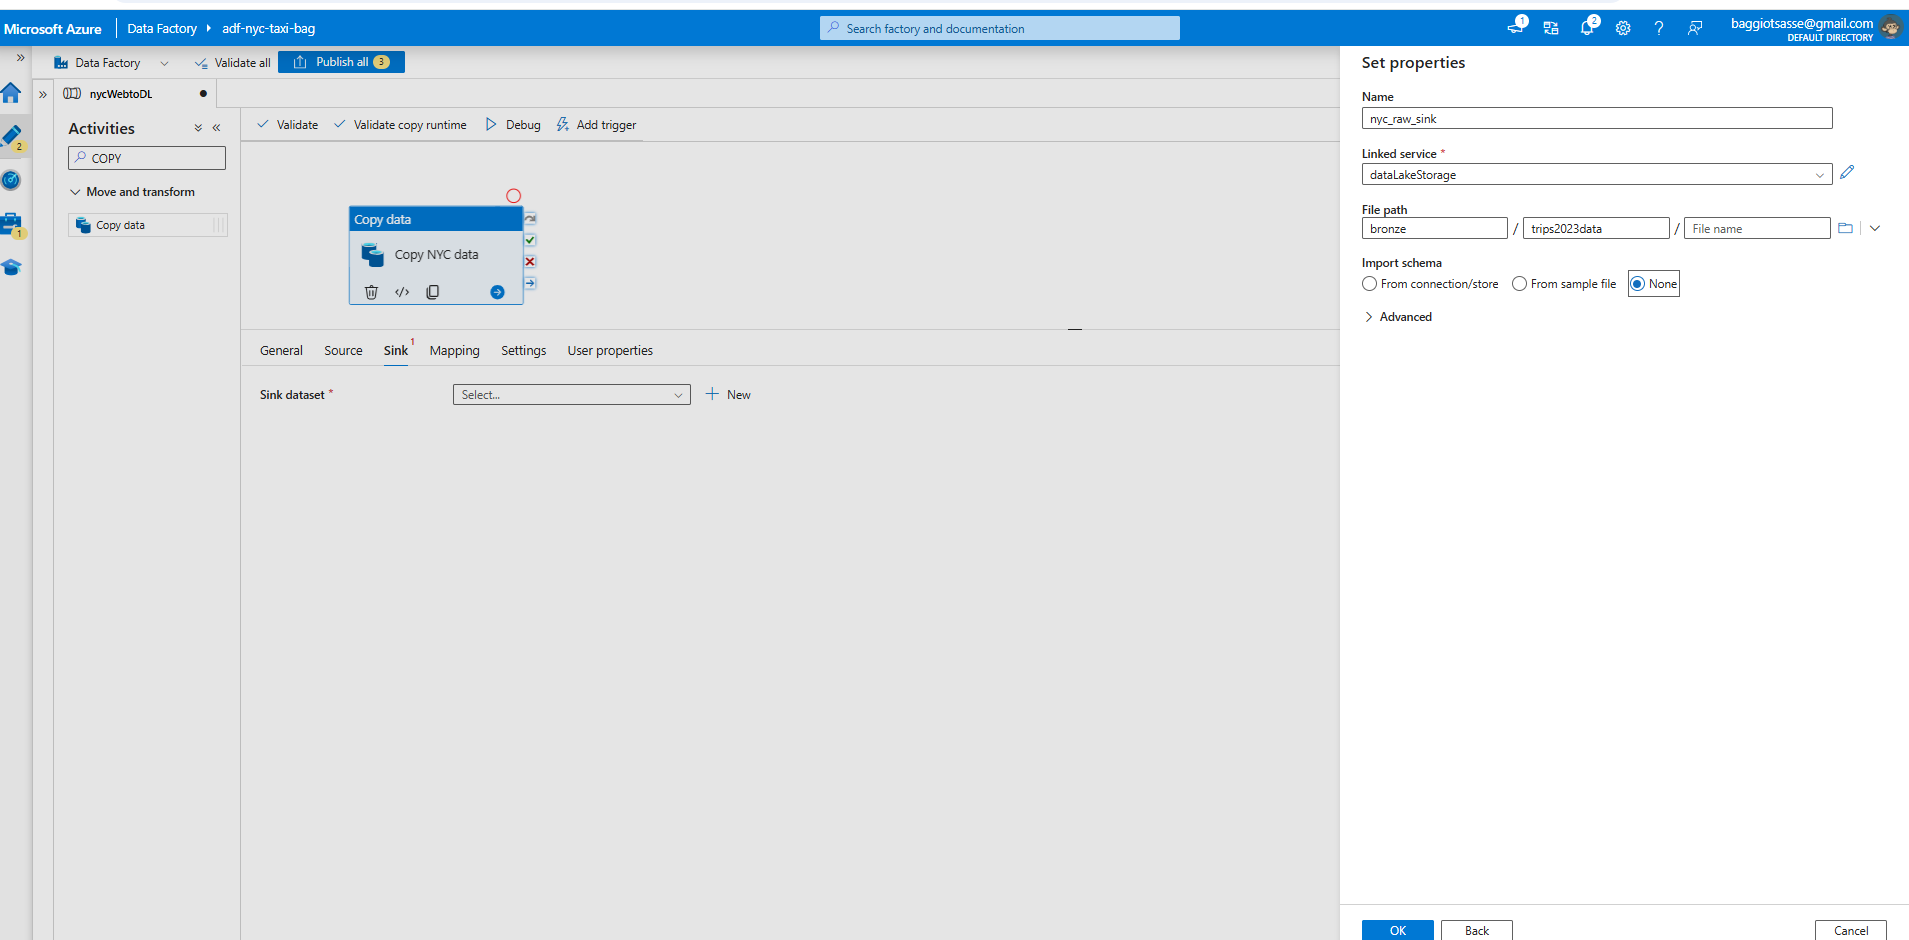 Microsoft Azure
Data Factory
adf-nyc-taxi-bag
Search factory and documentation
1
2
baggiotsasse@gmail.com
DEFAULT DIRECTORY
Data Factory
Validate all
Publish all 3
nycWebtoDL
2
1
Activities
COPY
Move and transform
Copy data
Validate
Validate copy runtime
Debug
Add trigger
Copy data
Copy NYC data
General
Source
Sink 1
Mapping
Settings
User properties
Sink dataset *
Select...
New
Set properties
Name
nyc_raw_sink
Linked service *
dataLakeStorage
File path
bronze / trips2023data / File name
Import schema
From connection/store From sample file None
Advanced
OK
Back
Cancel